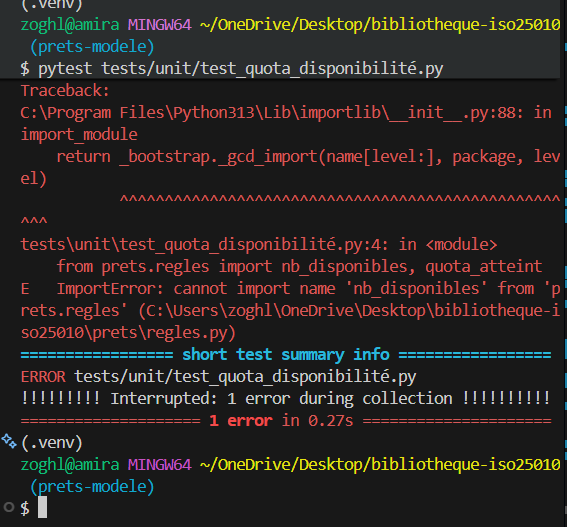 (.venv)
zoghl@amira MINGW64 ~/OneDrive/Desktop/bibliotheque-iso25010
(prets-modele)
$ pytest tests/unit/test_quota_disponibilité.py
Traceback:
C:\Program Files\Python313\Lib\importlib\__init__.py:88: in
import_module
    return _bootstrap._gcd_import(name[level:], package, lev
el)
           ^^^^^^^^^^^^^^^^^^^^^^^^^^^^^^^^^^^^^^^^^^^^^^^^^
^^^
tests\unit\test_quota_disponibilité.py:4: in <module>
    from prets.regles import nb_disponibles, quota_atteint
E   ImportError: cannot import name 'nb_disponibles' from 'p
rets.regles' (C:\Users\zoghl\OneDrive\Desktop\bibliotheque-i
so25010\prets\regles.py)
================= short test summary info =================
ERROR tests/unit/test_quota_disponibilité.py
!!!!!!!!! Interrupted: 1 error during collection !!!!!!!!!!
==================== 1 error in 0.27s =====================
(.venv)
zoghl@amira MINGW64 ~/OneDrive/Desktop/bibliotheque-iso25010
(prets-modele)
$